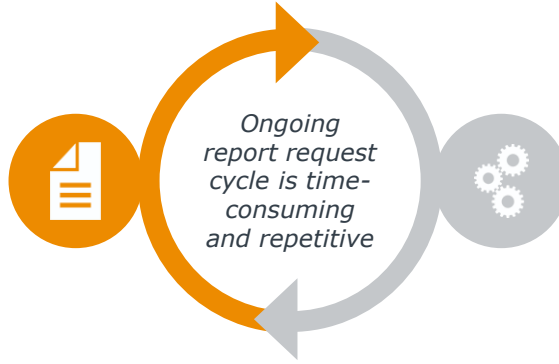 Ongoing
report request
cycle is time-
consuming
and repetitive